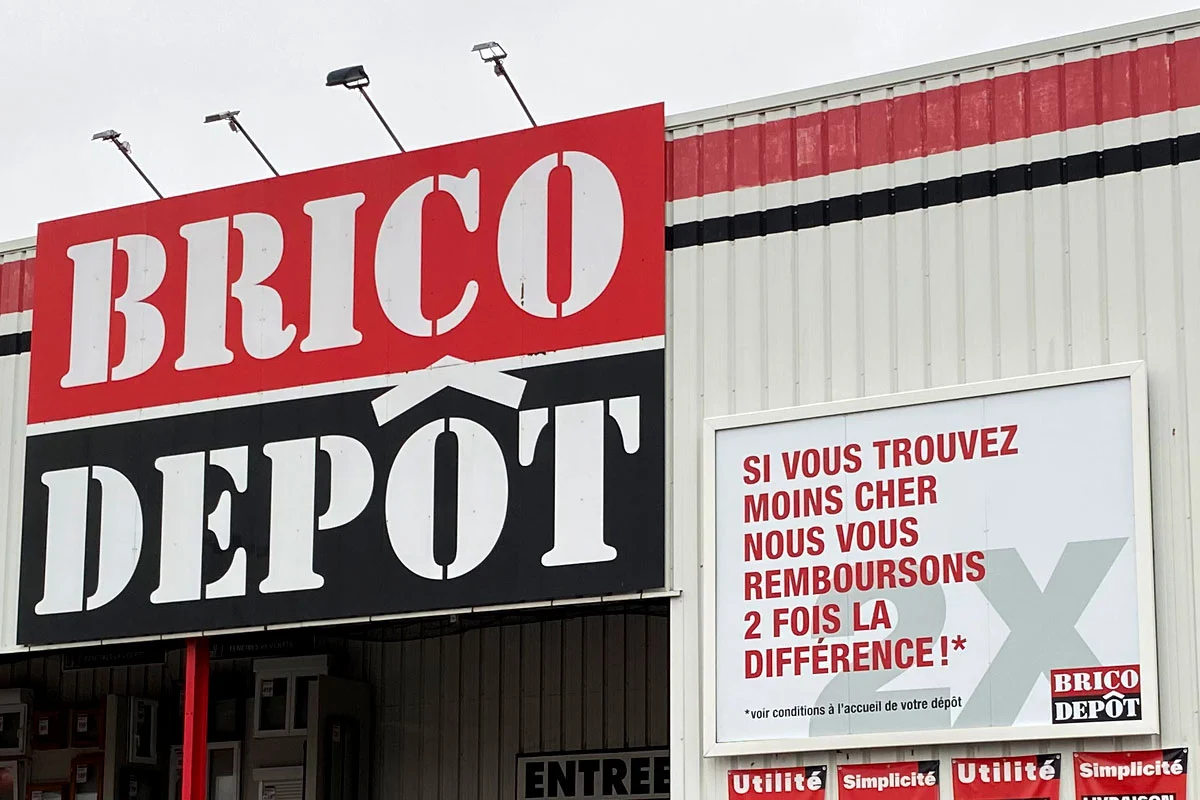 BRICO
DEPÔT
SI VOUS TROUVEZ
MOINS CHER
NOUS VOUS
REMBOURSONS
2 FOIS LA
DIFFÉRENCE !*
2X
*voir conditions à l'accueil de votre dépôt
BRICO
DEPÔT
ENTREE
Utilité
Simplicité
Utilité
Simplicité
LIVRAISON